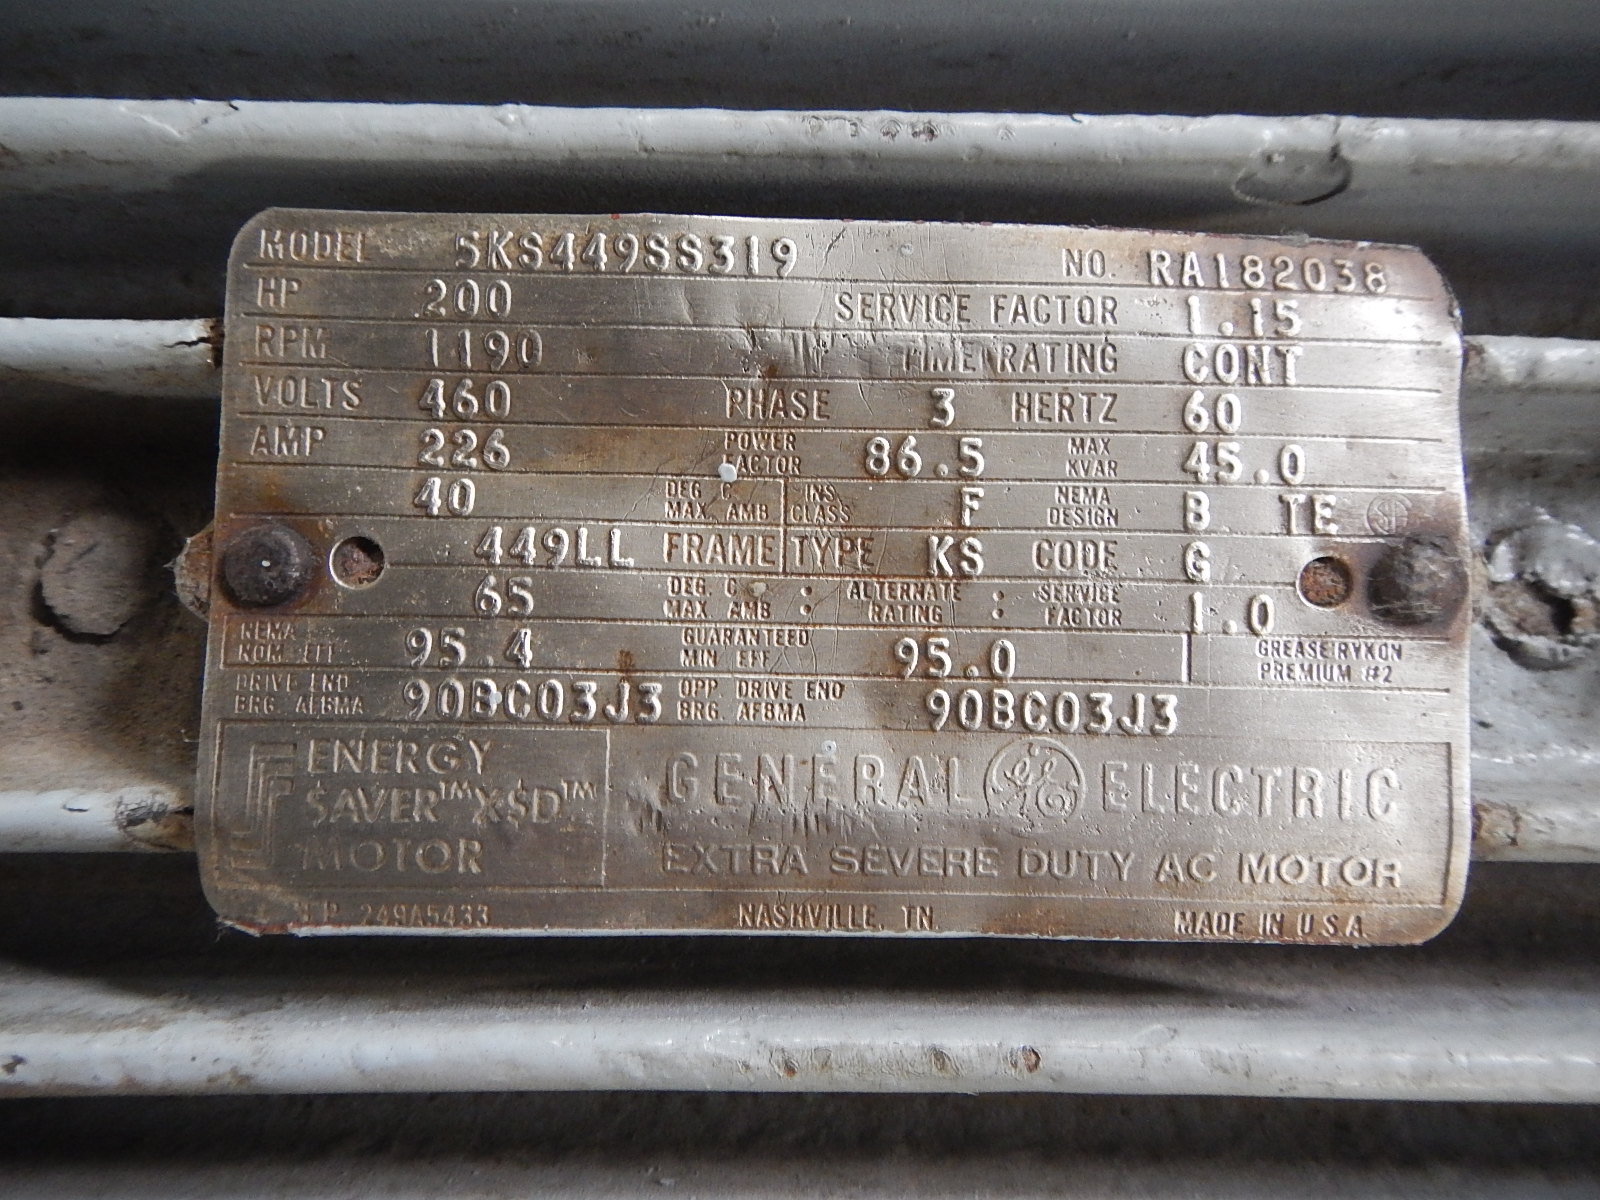 MODEL 5KS449SS319 NO. RA182038
HP 200 SERVICE FACTOR 1.15
RPM 1190 TIME RATING CONT
VOLTS 460 PHASE 3 HERTZ 60
AMP 226 POWER FACTOR 86.5 MAX KVAR 45.0
40 DEG C MAX. AMB INS. CLASS F NEMA DESIGN B TE
449LL FRAME TYPE KS CODE G
65 DEG. C MAX AMB : ALTERNATE RATING : SERVICE FACTOR 1.0
NEMA NOM EFF 95.4 GUARANTEED MIN EFF 95.0 GREASE:RYKON PREMIUM #2
DRIVE END BRG. AFBMA 90BC03J3 OPP. DRIVE END BRG. AFBMA 90BC03J3
ENERGY
$AVER™ X$D™
MOTOR
GENERAL GE ELECTRIC
EXTRA SEVERE DUTY AC MOTOR
249A5433 NASHVILLE, TN. MADE IN U.S.A.